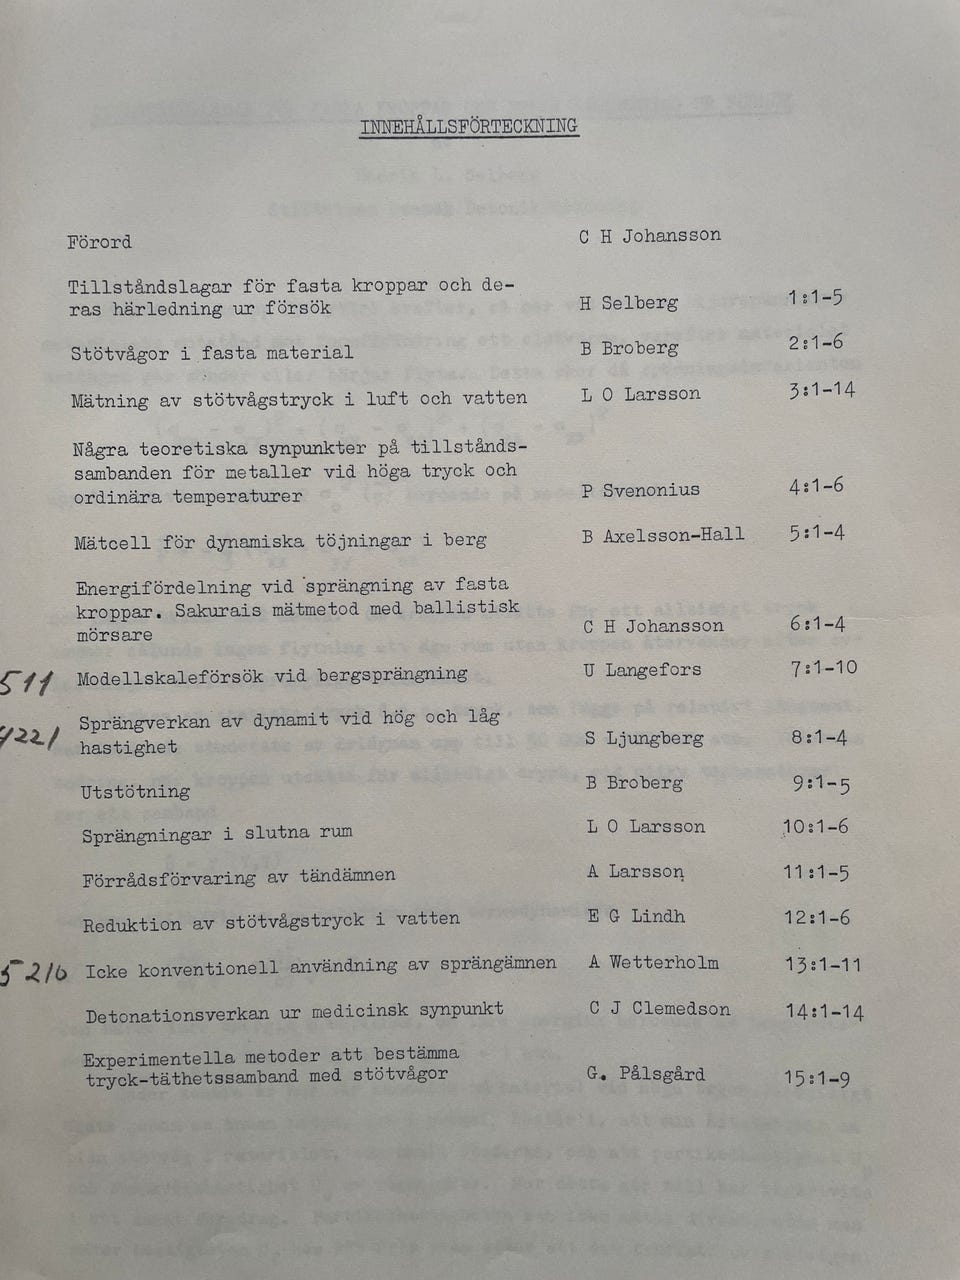 INNEHÅLLSFÖRTECKNING
Förord C H Johansson
Tillståndslagar för fasta kroppar och de-
ras härledning ur försök H Selberg 1:1-5
Stötvågor i fasta material B Broberg 2:1-6
Mätning av stötvågstryck i luft och vatten L O Larsson 3:1-14
Några teoretiska synpunkter på tillstånds-
sambanden för metaller vid höga tryck och
ordinära temperaturer P Svenonius 4:1-6
Mätcell för dynamiska töjningar i berg B Axelsson-Hall 5:1-4
Energifördelning vid sprängning av fasta
kroppar. Sakurais mätmetod med ballistisk
mörsare C H Johansson 6:1-4
511 Modellskaleförsök vid bergsprängning U Langefors 7:1-10
4221 Sprängverkan av dynamit vid hög och låg
hastighet S Ljungberg 8:1-4
Utstötning B Broberg 9:1-5
Sprängningar i slutna rum L O Larsson 10:1-6
Förrådsförvaring av tändämnen A Larsson 11:1-5
Reduktion av stötvågstryck i vatten E G Lindh 12:1-6
5210 Icke konventionell användning av sprängämnen A Wetterholm 13:1-11
Detonationsverkan ur medicinsk synpunkt C J Clemedson 14:1-14
Experimentella metoder att bestämma
tryck-täthetssamband med stötvågor G. Pålsgård 15:1-9